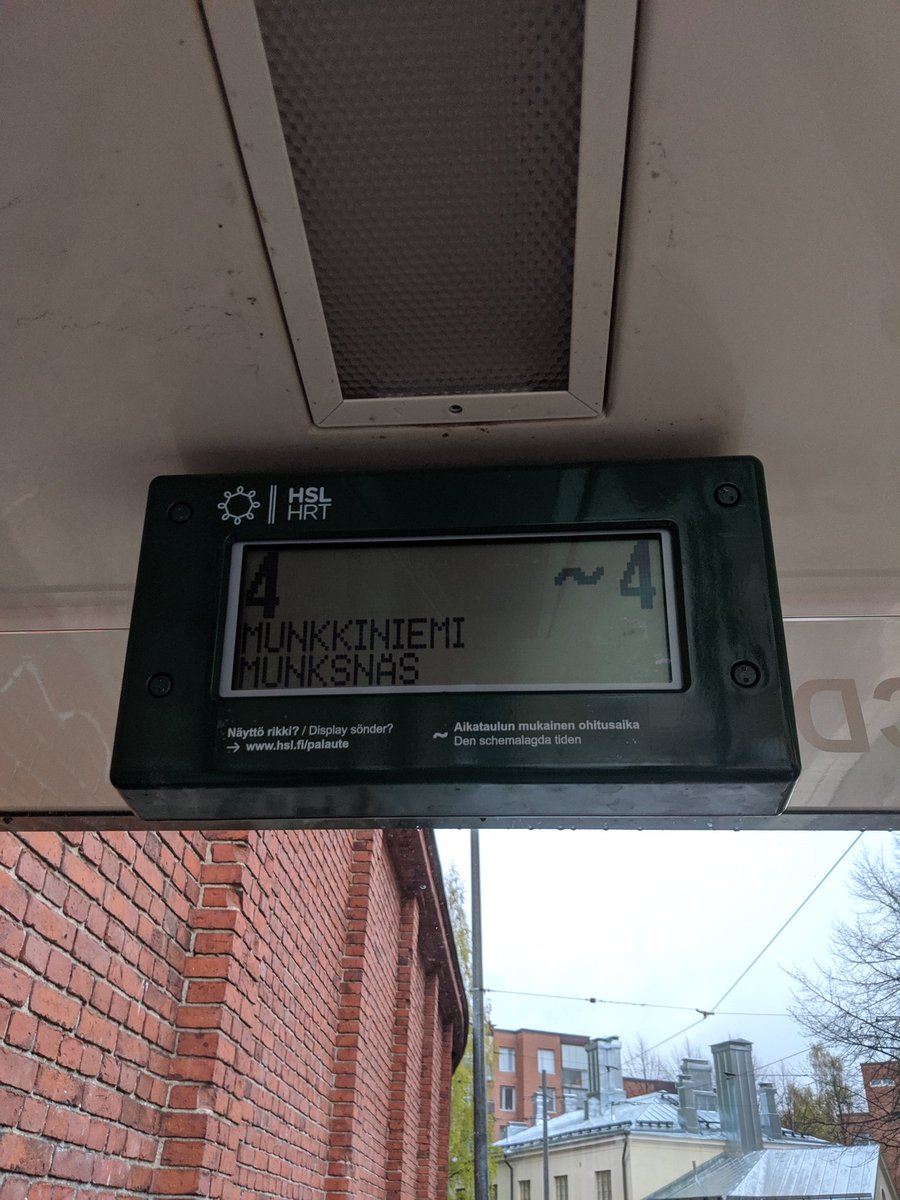 HSL
HRT
4 ~4
MUNKKINIEMI
MUNKSNÄS
Näyttö rikki? / Display sönder?
→ www.hsl.fi/palaute
~ Aikataulun mukainen ohitusaika
Den schemalagda tiden
CD